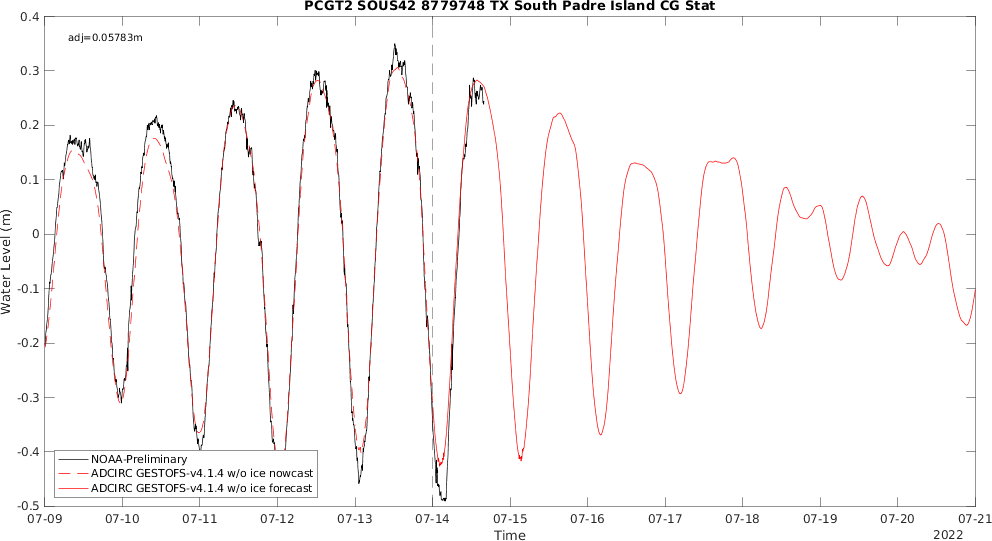 PCGT2 SOUS42 8779748 TX South Padre Island CG Stat
adj=0.05783m
0.4
0.3
0.2
0.1
0
-0.1
-0.2
-0.3
-0.4
-0.5
Water Level (m)
NOAA-Preliminary
ADCIRC GESTOFS-v4.1.4 w/o ice nowcast
ADCIRC GESTOFS-v4.1.4 w/o ice forecast
07-09 07-10 07-11 07-12 07-13 07-14 07-15 07-16 07-17 07-18 07-19 07-20 07-21
Time
2022